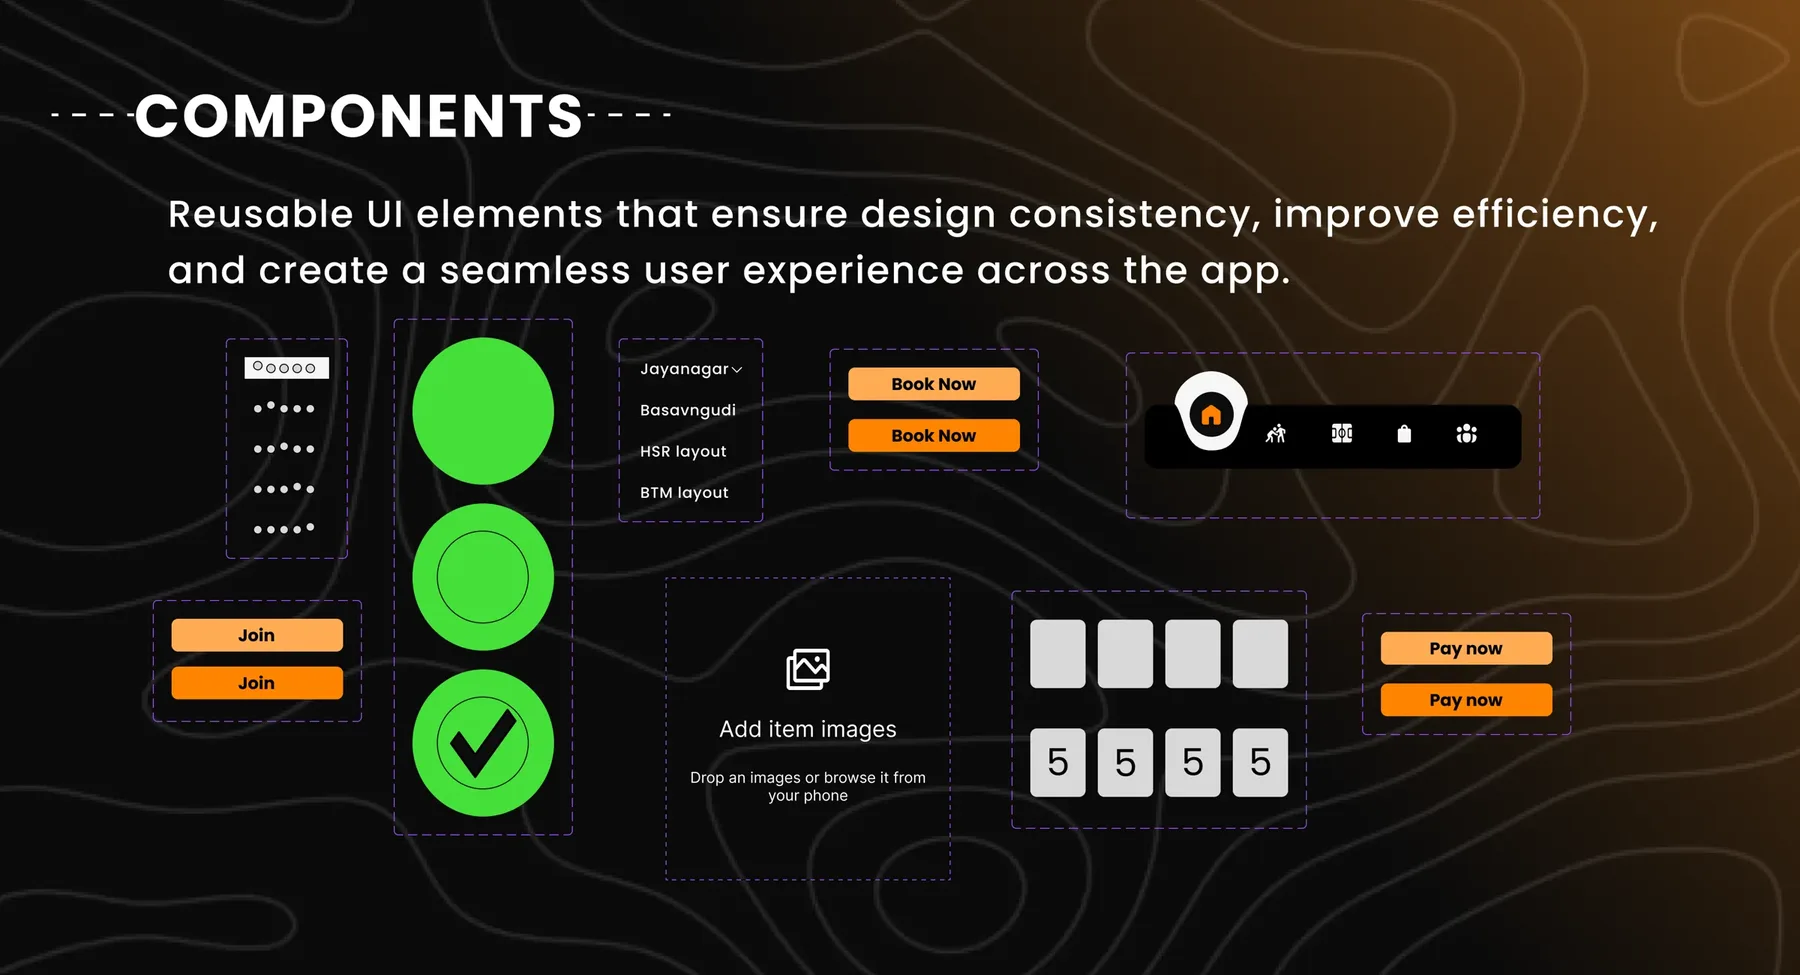 COMPONENTS
Reusable UI elements that ensure design consistency, improve efficiency,
and create a seamless user experience across the app.
Jayanagar
Basavngudi
HSR layout
BTM layout
Book Now
Book Now
Join
Join
Add item images
Drop an images or browse it from
your phone
5 5 5 5
Pay now
Pay now